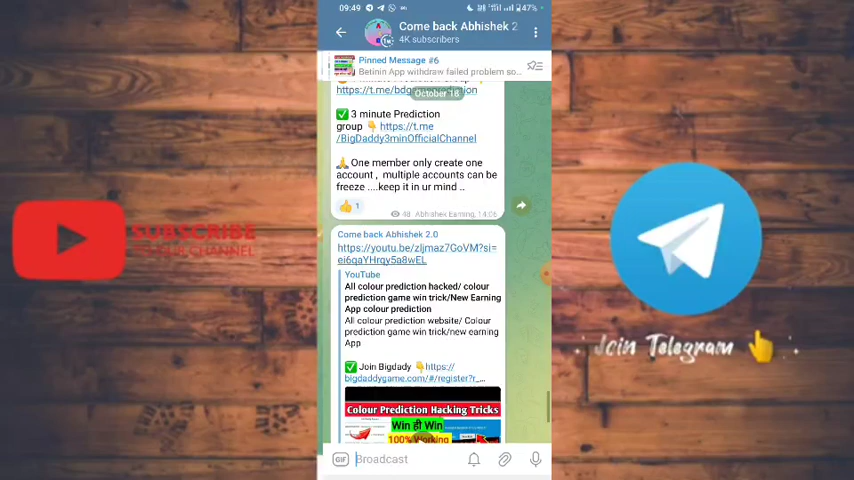 09:49
47%
Come back Abhishek 2
4K subscribers
Pinned Message #6
Betinin App withdraw failed problem so...
October 18
✅ 3 minute Prediction
group 👇 https://t.me
/BigDaddy3minOfficialChannel
🙏 One member only create one
account , multiple accounts can be
freeze ....keep it in ur mind ..
👍 1
48 Abhishek Earning, 14:06
Come back Abhishek 2.0
https://youtu.be/zljmaz7GoVM?si=
ei6qaYHrqy5a8wEL
YouTube
All colour prediction hacked/ colour
prediction game win trick/New Earning
App colour prediction
All colour prediction website/ Colour
prediction game win trick/new earning
App
✅ Join Bigdady 👇https://
bigdaddygame.com/#/register?r_...
Colour Prediction Hacking Tricks
Win ही Win
100% Working
GIF
Broadcast
SUBSCRIBE
Join Telegram 👆